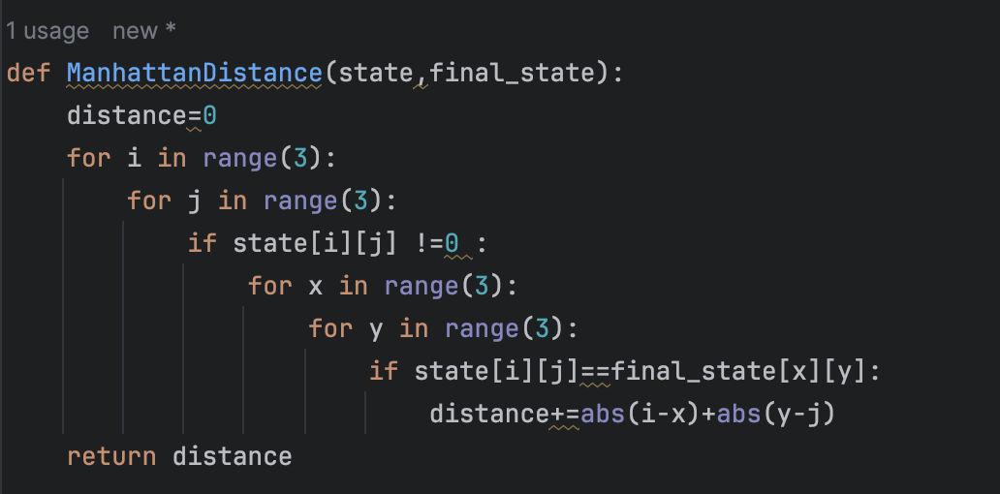 1 usage   new *
def ManhattanDistance(state,final_state):
    distance=0
    for i in range(3):
        for j in range(3):
            if state[i][j] !=0 :
                for x in range(3):
                    for y in range(3):
                        if state[i][j]==final_state[x][y]:
                            distance+=abs(i-x)+abs(y-j)
    return distance